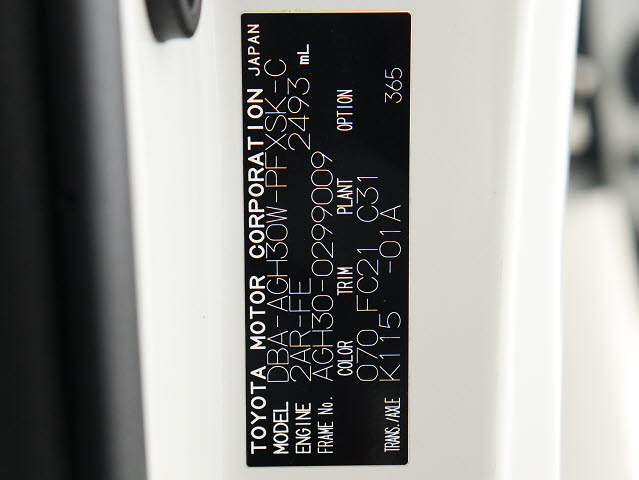 TOYOTA MOTOR CORPORATION JAPAN
MODEL DBA-AGH30W-PFXSK-C
ENGINE 2AR-FE 2493 mL
FRAME No. AGH30-0299009
COLOR TRIM PLANT OPTION
070 FC21 C31
TRANS./AXLE K115 -01A 365